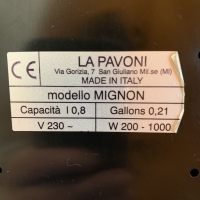 CE
LA PAVONI
Via Gorizia, 7 San Giuliano Mil.se (MI)
MADE IN ITALY
modello MIGNON
Capacità l 0,8 Gallons 0,21
V 230 ~ W 200 - 1000